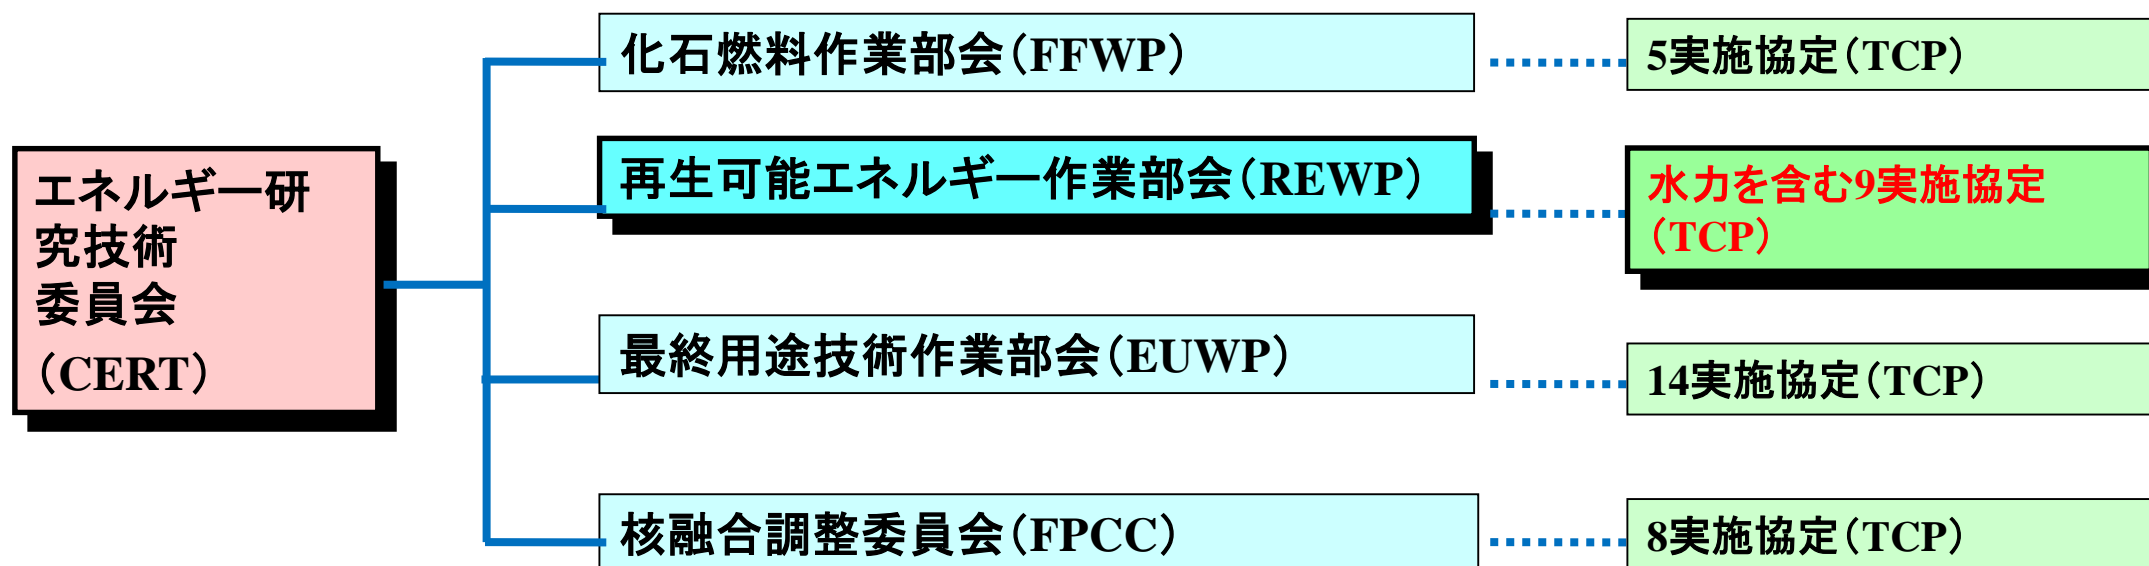 化石燃料作業部会(FFWP)
5実施協定(TCP)
エネルギー研
究技術
委員会
(CERT)
再生可能エネルギー作業部会(REWP)
水力を含む9実施協定
(TCP)
最終用途技術作業部会(EUWP)
14実施協定(TCP)
核融合調整委員会(FPCC)
8実施協定(TCP)